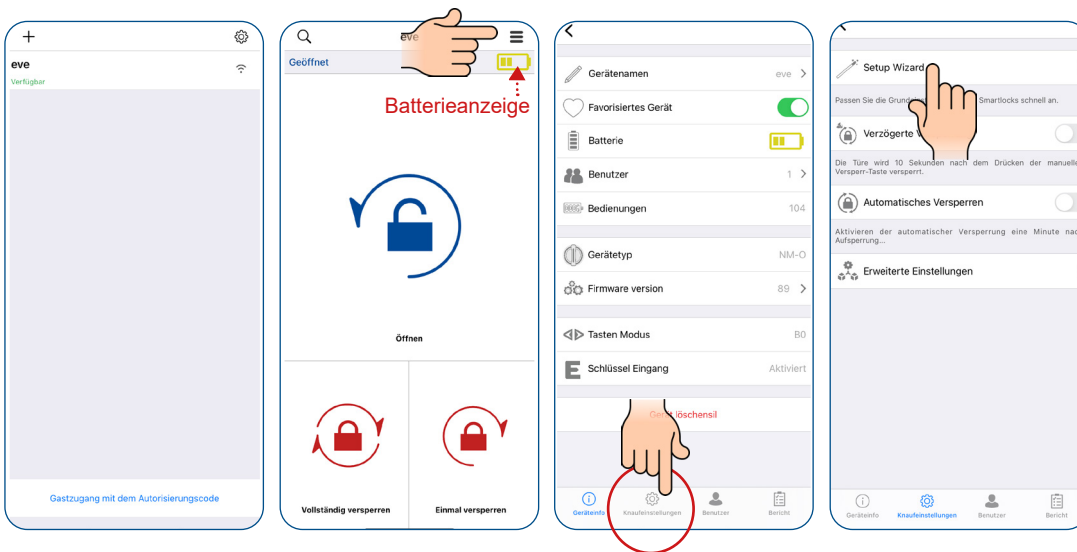 eve
Verfügbar
Gastzugang mit dem Autorisierungscode
eve
Geöffnet
Batterieanzeige
Öffnen
Vollständig versperren
Einmal versperren
Gerätenamen eve
Favorisiertes Gerät
Batterie
Benutzer 1
Bedienungen 104
Gerätetyp NM-O
Firmware version 89
Tasten Modus B0
E Schlüssel Eingang Aktiviert
Gerät löschensil
Geräteinfo Knaufeinstellungen Benutzer Bericht
Setup Wizard
Passen Sie die Smartlocks schnell an.
Verzögerte
Die Türe wird 10 Sekunden nach dem Drücken der manuelle
Versperr-Taste versperrt.
Automatisches Versperren
Aktivieren der automatischer Versperrung eine Minute nac
Aufsperrung...
Erweiterte Einstellungen
Geräteinfo Knaufeinstellungen Benutzer Bericht